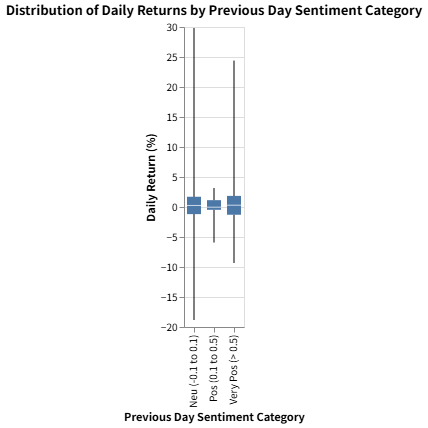 Distribution of Daily Returns by Previous Day Sentiment Category
30
25
20
15
10
5
0
−5
−10
−15
−20
Daily Return (%)
Neu (-0.1 to 0.1)
Pos (0.1 to 0.5)
Very Pos (> 0.5)
Previous Day Sentiment Category